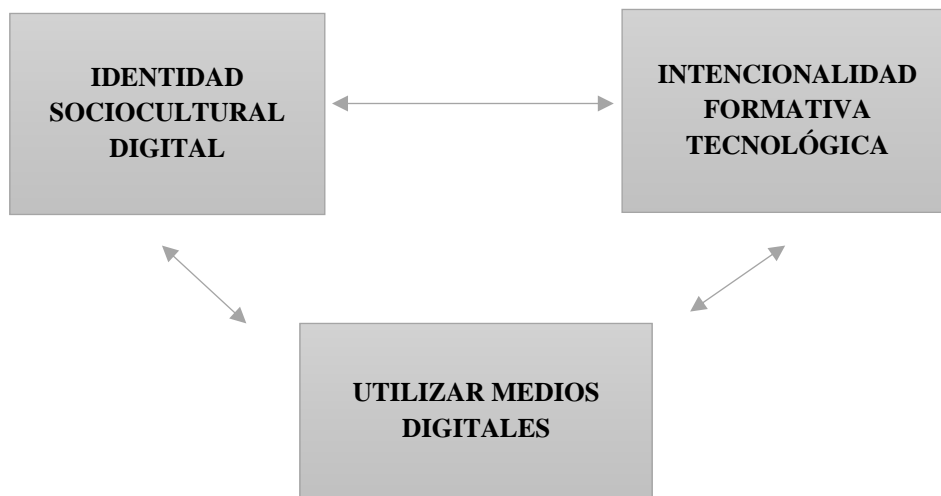 IDENTIDAD
SOCIOCULTURAL
DIGITAL
INTENCIONALIDAD
FORMATIVA
TECNOLÓGICA
UTILIZAR MEDIOS
DIGITALES